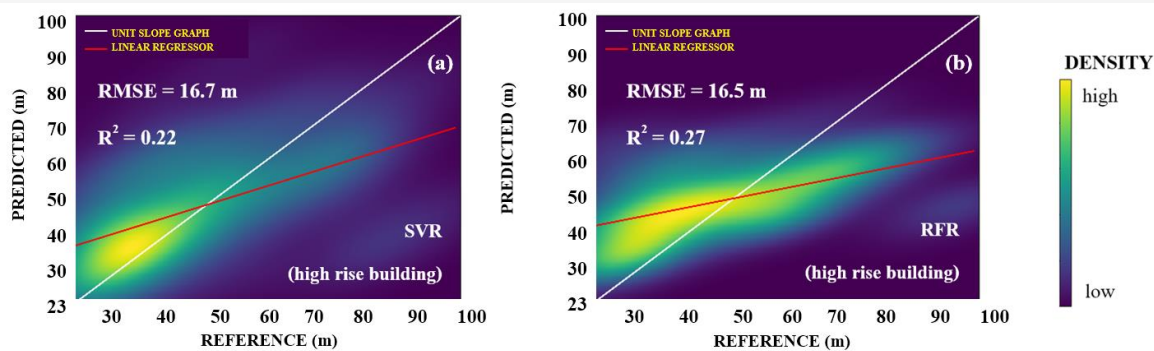 UNIT SLOPE GRAPH
LINEAR REGRESSOR
(a)
RMSE = 16.7 m
R² = 0.22
SVR
(high rise building)
PREDICTED (m)
100
90
80
70
60
50
40
30
23
30 40 50 60 70 80 90 100
REFERENCE (m)
UNIT SLOPE GRAPH
LINEAR REGRESSOR
(b)
RMSE = 16.5 m
R² = 0.27
RFR
(high rise building)
PREDICTED (m)
100
90
80
70
60
50
40
30
23
30 40 50 60 70 80 90 100
REFERENCE (m)
DENSITY
high
low